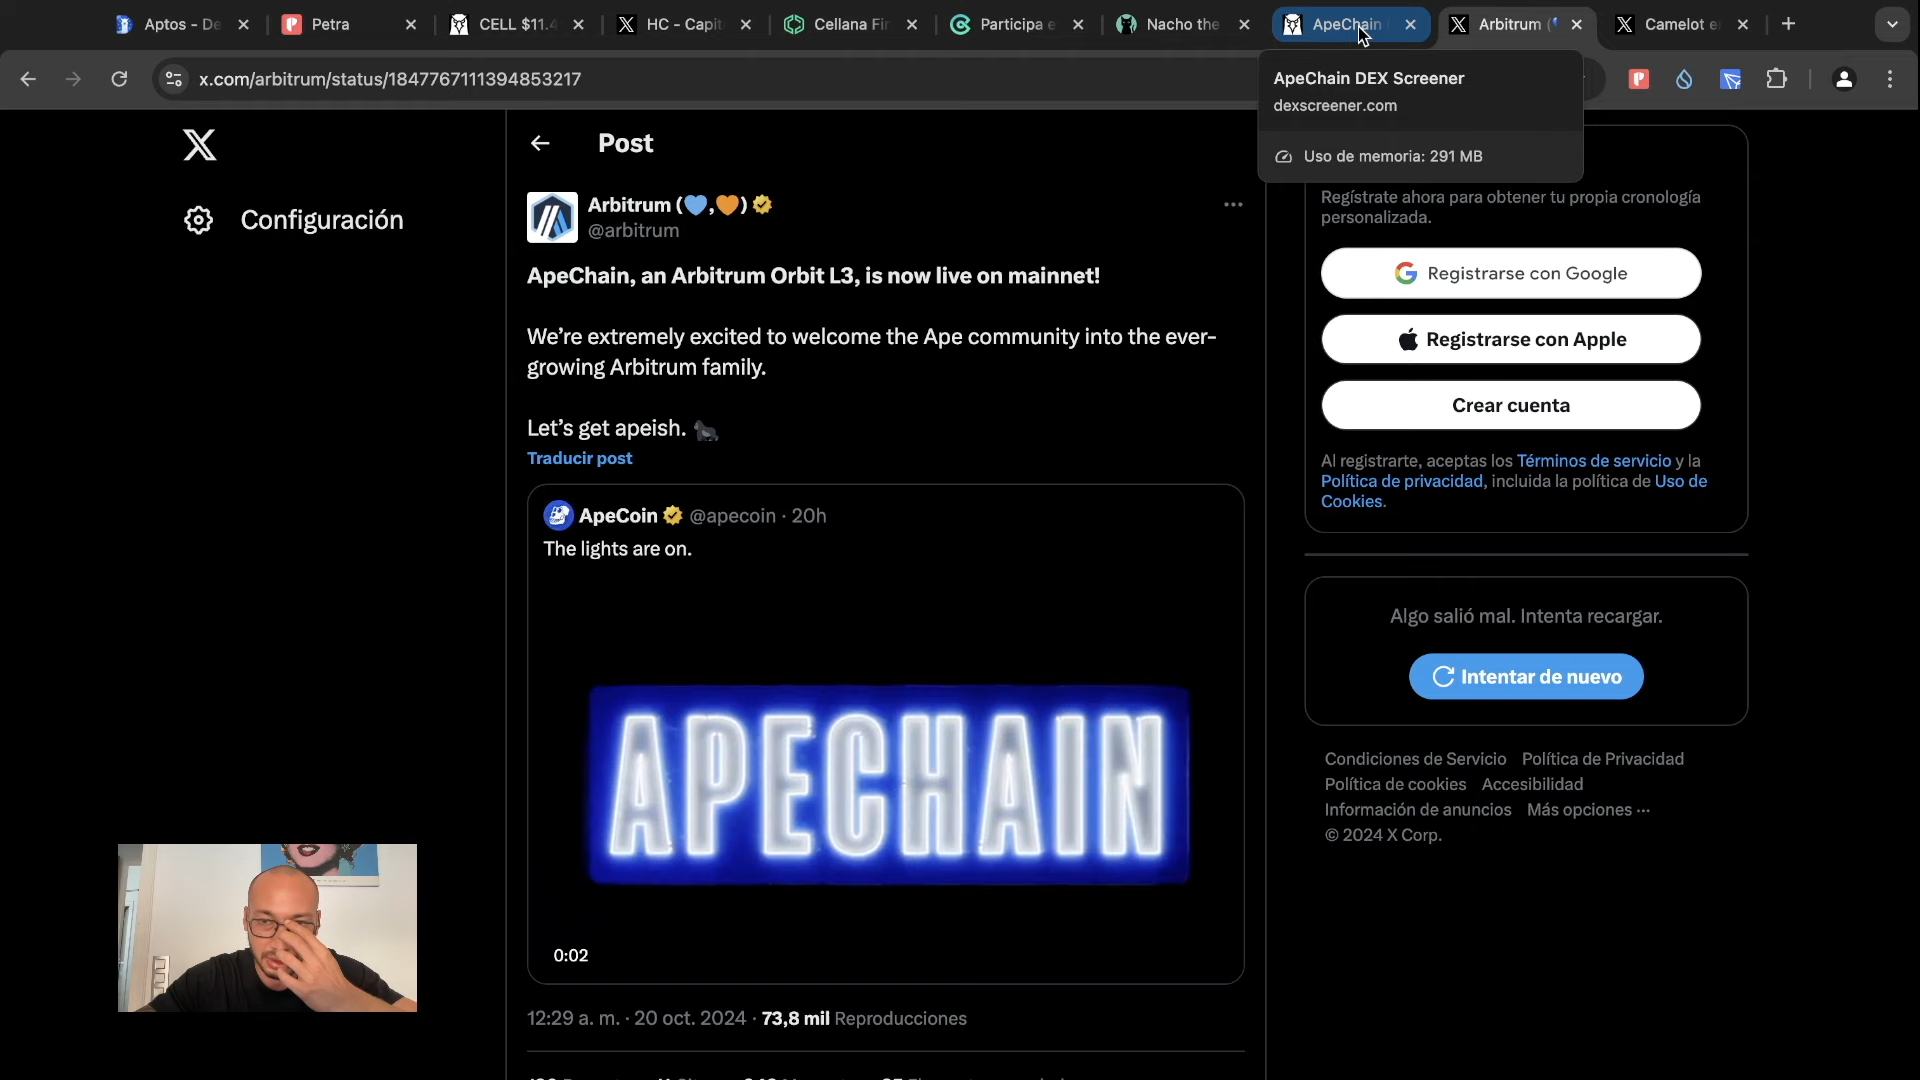 Aptos - De
Petra
CELL $11.4
HC - Capit
Cellana Fin
Participa e
Nacho the
ApeChain
Arbitrum (
Camelot e
x.com/arbitrum/status/1847767111394853217
ApeChain DEX Screener
dexscreener.com
Uso de memoria: 291 MB
Configuración
Post
Arbitrum (💙,🧡)
@arbitrum
ApeChain, an Arbitrum Orbit L3, is now live on mainnet!
We’re extremely excited to welcome the Ape community into the ever-
growing Arbitrum family.
Let’s get apeish. 🦍
Traducir post
ApeCoin @apecoin · 20h
The lights are on.
APECHAIN
0:02
12:29 a. m. · 20 oct. 2024 · 73,8 mil Reproducciones
Regístrate ahora para obtener tu propia cronología
personalizada.
Registrarse con Google
Registrarse con Apple
Crear cuenta
Al registrarte, aceptas los Términos de servicio y la
Política de privacidad, incluida la política de Uso de
Cookies.
Algo salió mal. Intenta recargar.
Intentar de nuevo
Condiciones de Servicio Política de Privacidad
Política de cookies Accesibilidad
Información de anuncios Más opciones ···
© 2024 X Corp.